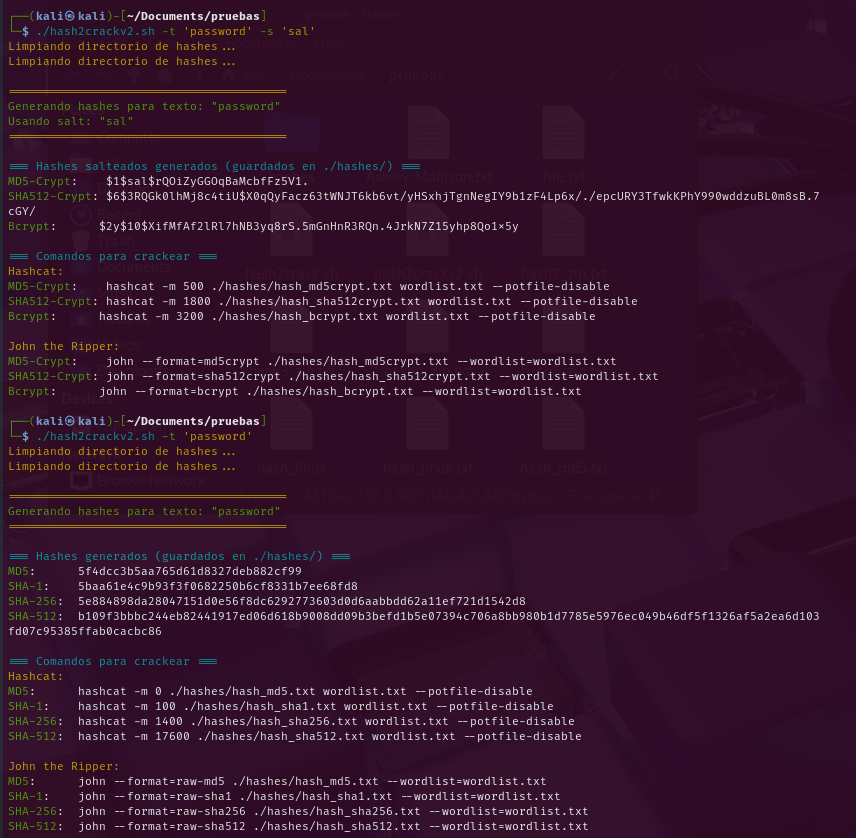 ┌──(kali㉿kali)-[~/Documents/pruebas]
└─$ ./hash2crackv2.sh -t 'password' -s 'sal'
Limpiando directorio de hashes...
Limpiando directorio de hashes...
========================================
Generando hashes para texto: "password"
Usando salt: "sal"
========================================
=== Hashes salteados generados (guardados en ./hashes/) ===
MD5-Crypt: $1$sal$rQOiZyGGOqBaMcbfFz5V1.
SHA512-Crypt: $6$3RQGk0lhMj8c4tiU$X0qQyFacz63tWNJT6kb6vt/yHSxhjTgnNegIY9b1zF4Lp6x/./epcURY3TfwkKPhY990wddzuBL0m8sB.7
cGY/
Bcrypt: $2y$10$XifMfAf2lRl7hNB3yq8rS.5mGnHnR3RQn.4JrkN7Z15yhp8Qo1x5y
=== Comandos para crackear ===
Hashcat:
MD5-Crypt: hashcat -m 500 ./hashes/hash_md5crypt.txt wordlist.txt --potfile-disable
SHA512-Crypt: hashcat -m 1800 ./hashes/hash_sha512crypt.txt wordlist.txt --potfile-disable
Bcrypt: hashcat -m 3200 ./hashes/hash_bcrypt.txt wordlist.txt --potfile-disable
John the Ripper:
MD5-Crypt: john --format=md5crypt ./hashes/hash_md5crypt.txt --wordlist=wordlist.txt
SHA512-Crypt: john --format=sha512crypt ./hashes/hash_sha512crypt.txt --wordlist=wordlist.txt
Bcrypt: john --format=bcrypt ./hashes/hash_bcrypt.txt --wordlist=wordlist.txt
┌──(kali㉿kali)-[~/Documents/pruebas]
└─$ ./hash2crackv2.sh -t 'password'
Limpiando directorio de hashes...
Limpiando directorio de hashes...
========================================
Generando hashes para texto: "password"
========================================
=== Hashes generados (guardados en ./hashes/) ===
MD5: 5f4dcc3b5aa765d61d8327deb882cf99
SHA-1: 5baa61e4c9b93f3f0682250b6cf8331b7ee68fd8
SHA-256: 5e884898da28047151d0e56f8dc6292773603d0d6aabbdd62a11ef721d1542d8
SHA-512: b109f3bbbc244eb82441917ed06d618b9008dd09b3befd1b5e07394c706a8bb980b1d7785e5976ec049b46df5f1326af5a2ea6d103
fd07c95385ffab0cacbc86
=== Comandos para crackear ===
Hashcat:
MD5: hashcat -m 0 ./hashes/hash_md5.txt wordlist.txt --potfile-disable
SHA-1: hashcat -m 100 ./hashes/hash_sha1.txt wordlist.txt --potfile-disable
SHA-256: hashcat -m 1400 ./hashes/hash_sha256.txt wordlist.txt --potfile-disable
SHA-512: hashcat -m 17600 ./hashes/hash_sha512.txt wordlist.txt --potfile-disable
John the Ripper:
MD5: john --format=raw-md5 ./hashes/hash_md5.txt --wordlist=wordlist.txt
SHA-1: john --format=raw-sha1 ./hashes/hash_sha1.txt --wordlist=wordlist.txt
SHA-256: john --format=raw-sha256 ./hashes/hash_sha256.txt --wordlist=wordlist.txt
SHA-512: john --format=raw-sha512 ./hashes/hash_sha512.txt --wordlist=wordlist.txt